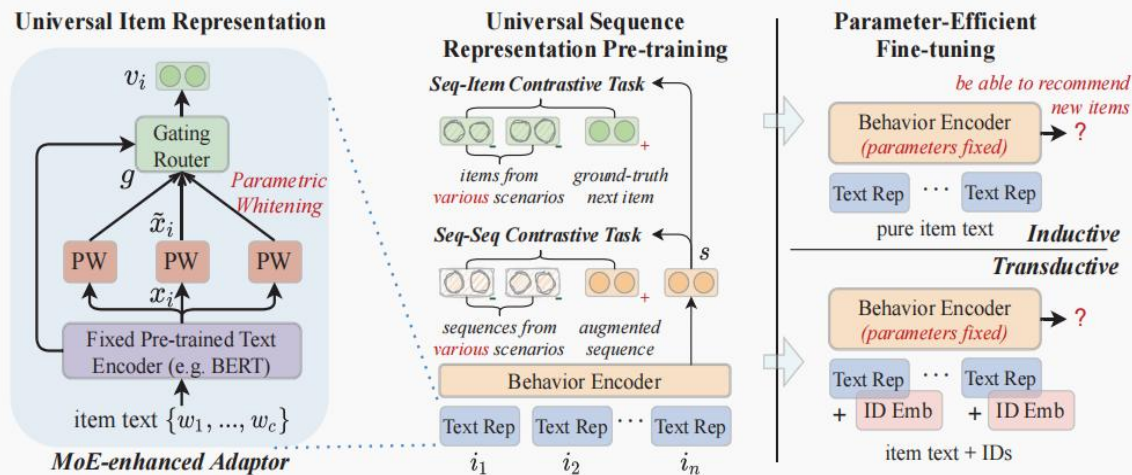 Universal Item Representation
v_i
Gating
Router
g
Parametric
Whitening
x̃_i
PW
PW
PW
x_i
Fixed Pre-trained Text
Encoder (e.g. BERT)
item text {w_1, ..., w_c}
MoE-enhanced Adaptor
Universal Sequence
Representation Pre-training
Seq-Item Contrastive Task
-
-
+
items from
various scenarios
ground-truth
next item
Seq-Seq Contrastive Task
s
-
-
+
sequences from
various scenarios
augmented
sequence
Behavior Encoder
Text Rep
Text Rep
...
Text Rep
i_1
i_2
i_n
Parameter-Efficient
Fine-tuning
be able to recommend
new items
Behavior Encoder
(parameters fixed)
?
Text Rep
...
Text Rep
pure item text
Inductive
Transductive
Behavior Encoder
(parameters fixed)
?
Text Rep
...
Text Rep
+ ID Emb
+ ID Emb
item text + IDs